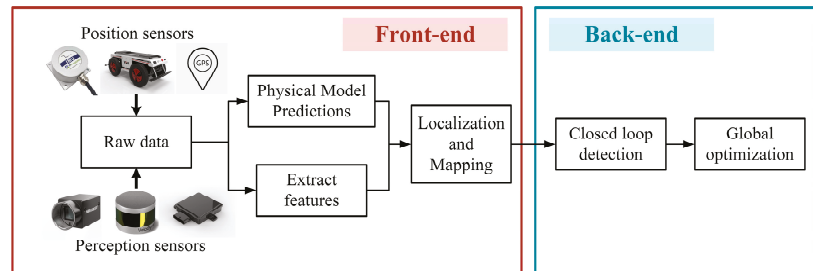 Position sensors
Front-end
Back-end
GPS
Physical Model
Predictions
Raw data
Localization
and
Mapping
Closed loop
detection
Global
optimization
Extract
features
Perception sensors